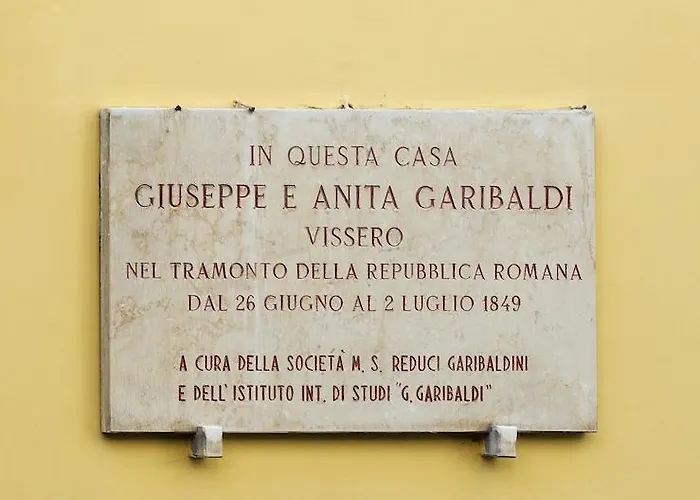 IN QUESTA CASA
GIUSEPPE E ANITA GARIBALDI
VISSERO
NEL TRAMONTO DELLA REPUBBLICA ROMANA
DAL 26 GIUGNO AL 2 LUGLIO 1849
A CURA DELLA SOCIETÀ M. S. REDUCI GARIBALDINI
E DELL' ISTITUTO INT. DI STUDI "G. GARIBALDI"